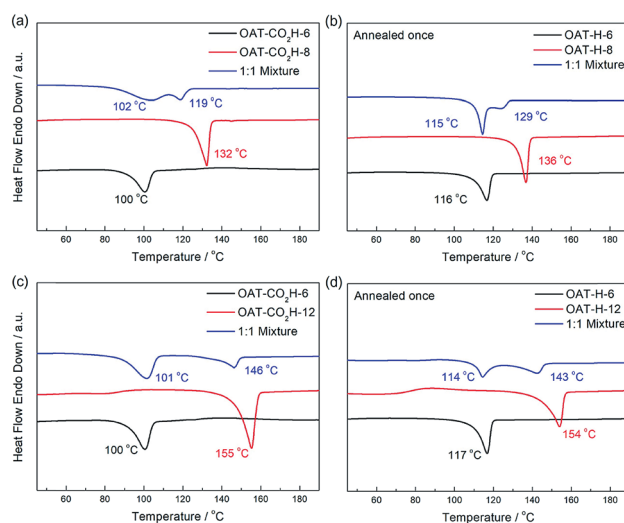 (a)
OAT-CO₂H-6
OAT-CO₂H-8
1:1 Mixture
102 °C
119 °C
132 °C
100 °C
Heat Flow Endo Down / a.u.
60 80 100 120 140 160 180
Temperature / °C
(b)
Annealed once
OAT-H-6
OAT-H-8
1:1 Mixture
115 °C
129 °C
136 °C
116 °C
60 80 100 120 140 160 180
Temperature / °C
(c)
OAT-CO₂H-6
OAT-CO₂H-12
1:1 Mixture
101 °C
146 °C
100 °C
155 °C
Heat Flow Endo Down / a.u.
60 80 100 120 140 160 180
Temperature / °C
(d)
Annealed once
OAT-H-6
OAT-H-12
1:1 Mixture
114 °C
143 °C
117 °C
154 °C
60 80 100 120 140 160 180
Temperature / °C